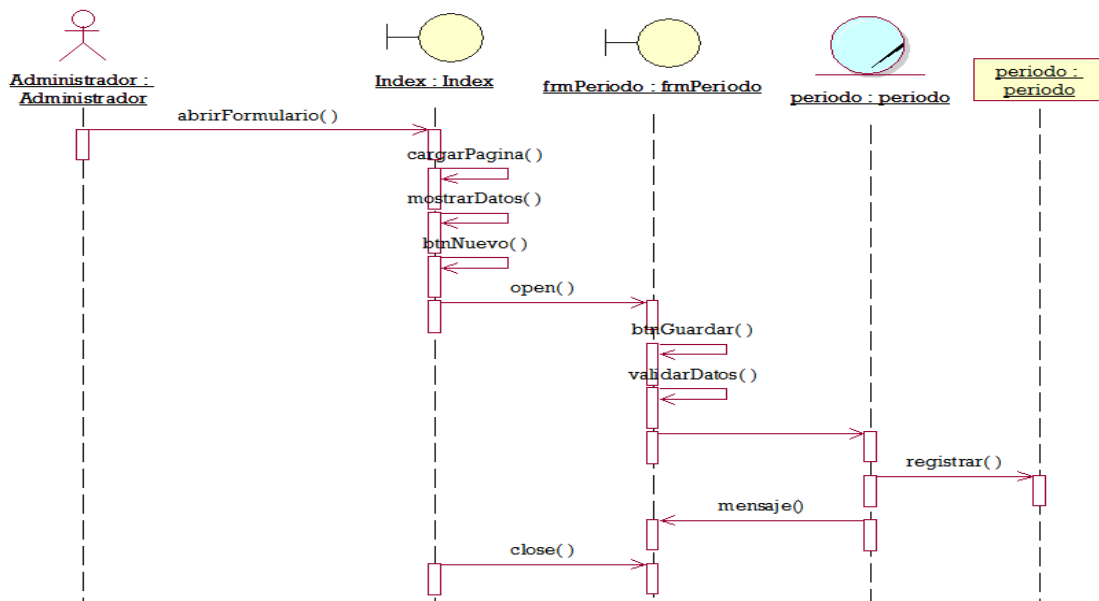 Administrador :
Administrador
Index : Index
frmPeriodo : frmPeriodo
periodo : periodo
periodo :
periodo
abrirFormulario( )
cargarPagina( )
mostrarDatos( )
btnNuevo( )
open( )
btnGuardar( )
validarDatos( )
registrar( )
mensaje()
close( )